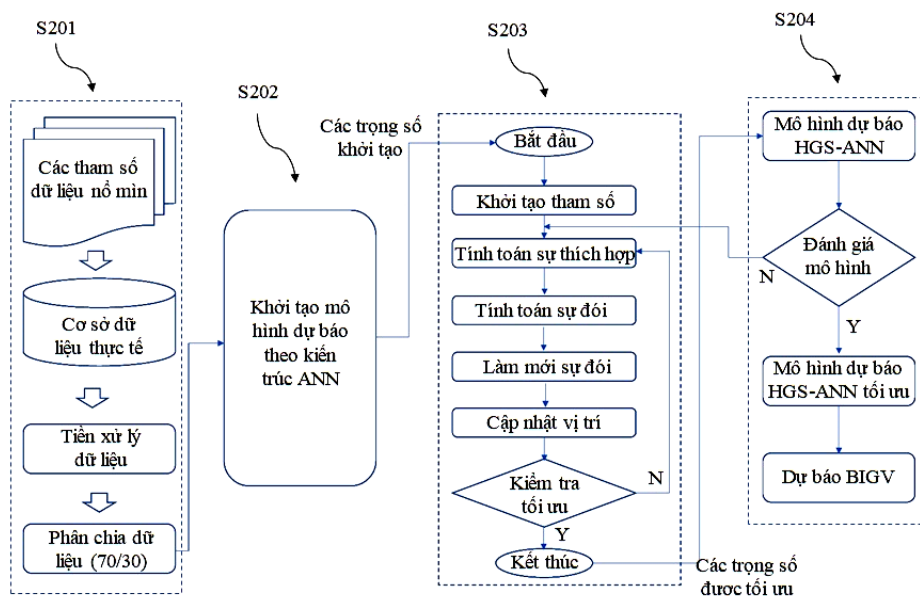 S201
Các tham số
dữ liệu nổ mìn
Cơ sở dữ
liệu thực tế
Tiền xử lý
dữ liệu
Phân chia dữ
liệu (70/30)
S202
Khởi tạo mô
hình dự báo
theo kiến
trúc ANN
Các trọng số
khởi tạo
S203
Bắt đầu
Khởi tạo tham số
Tính toán sự thích hợp
Tính toán sự đói
Làm mới sự đói
Cập nhật vị trí
Kiểm tra
tối ưu
N
Y
Kết thúc
Các trọng số
được tối ưu
S204
Mô hình dự báo
HGS-ANN
Đánh giá
mô hình
N
Y
Mô hình dự báo
HGS-ANN tối ưu
Dự báo BIGV